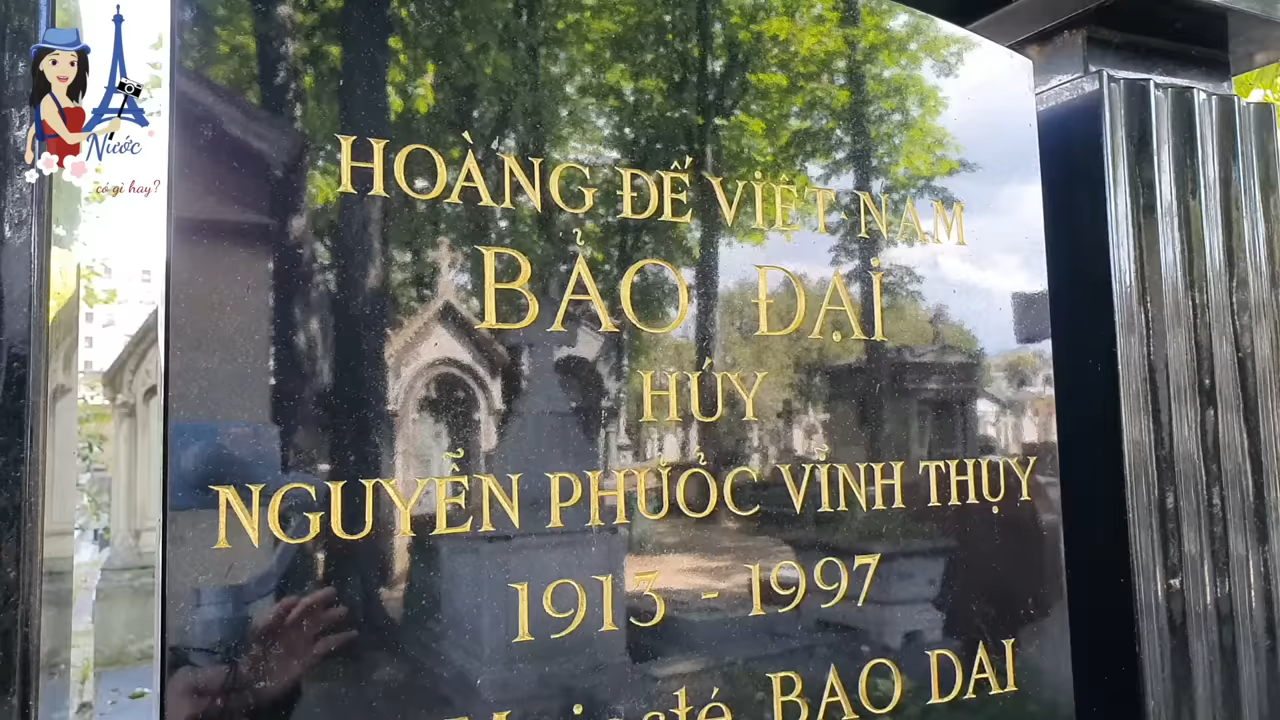 Nước
có gì hay?
HOÀNG ĐẾ VIỆT-NAM
BẢO ĐẠI
HÚY
NGUYỄN PHƯỚC VĨNH THỤY
1913 - 1997
Majesté BAO DAI